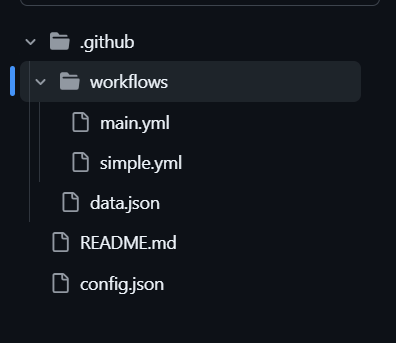 .github
workflows
main.yml
simple.yml
data.json
README.md
config.json